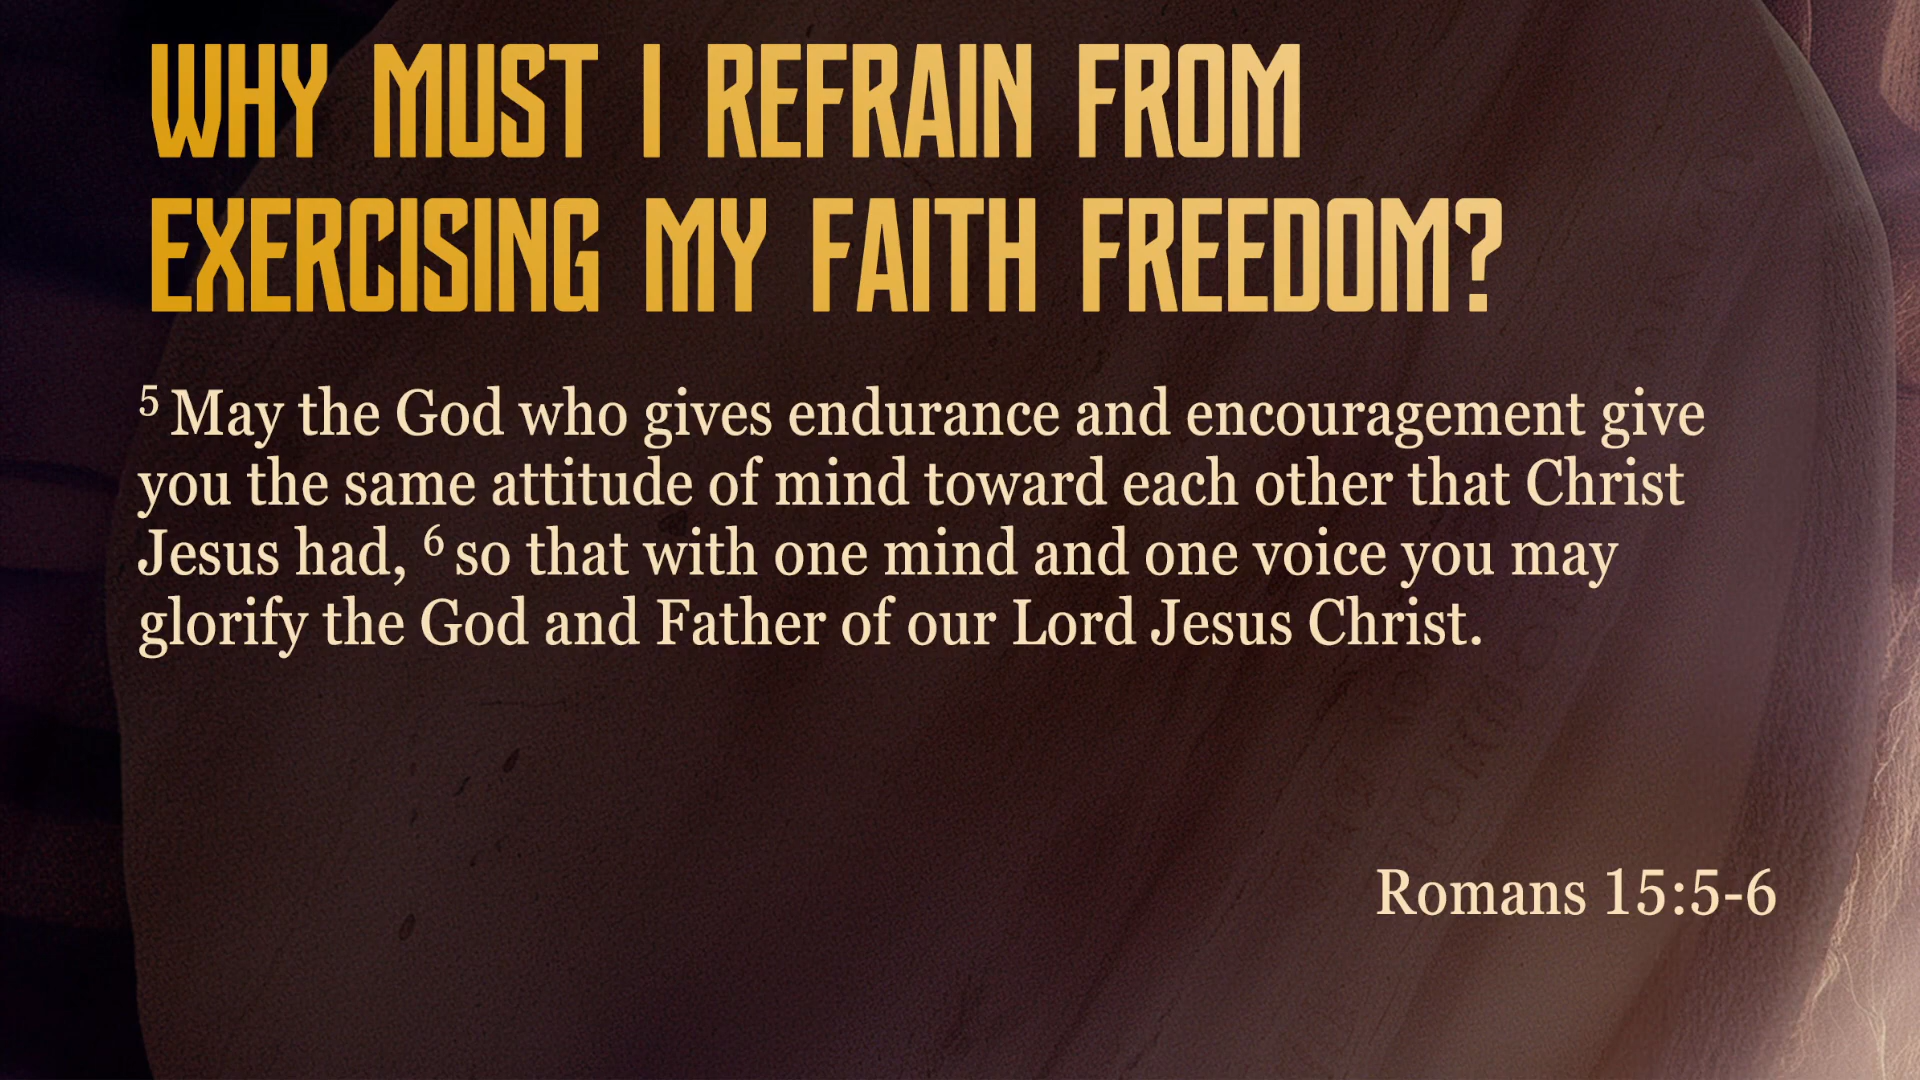 WHY MUST I REFRAIN FROM
EXERCISING MY FAITH FREEDOM?
5 May the God who gives endurance and encouragement give
you the same attitude of mind toward each other that Christ
Jesus had, 6 so that with one mind and one voice you may
glorify the God and Father of our Lord Jesus Christ.
Romans 15:5-6